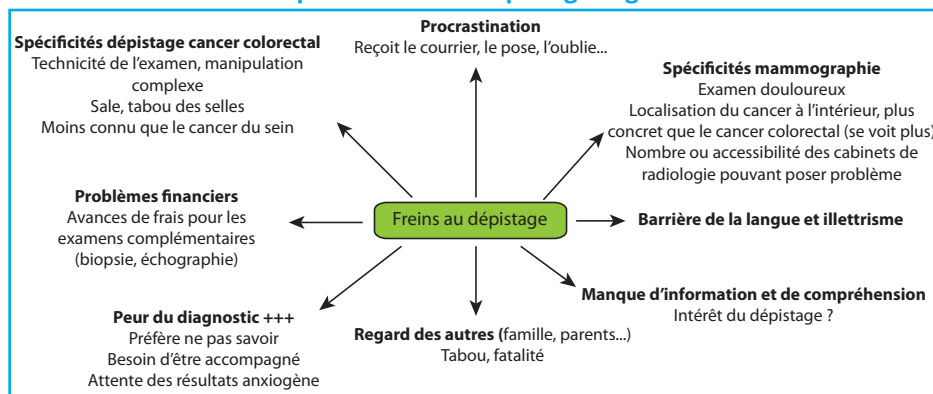 Procrastination
Reçoit le courrier, le pose, l'oublie...
Spécificités dépistage cancer colorectal
Technicité de l'examen, manipulation
complexe
Sale, tabou des selles
Moins connu que le cancer du sein
Spécificités mammographie
Examen douloureux
Localisation du cancer à l'intérieur, plus
concret que le cancer colorectal (se voit plus)
Nombre ou accessibilité des cabinets de
radiologie pouvant poser problème
Problèmes financiers
Avances de frais pour les
examens complémentaires
(biopsie, échographie)
Freins au dépistage
Barrière de la langue et illettrisme
Peur du diagnostic +++
Préfère ne pas savoir
Besoin d'être accompagné
Attente des résultats anxiogène
Regard des autres (famille, parents...)
Tabou, fatalité
Manque d'information et de compréhension
Intérêt du dépistage ?